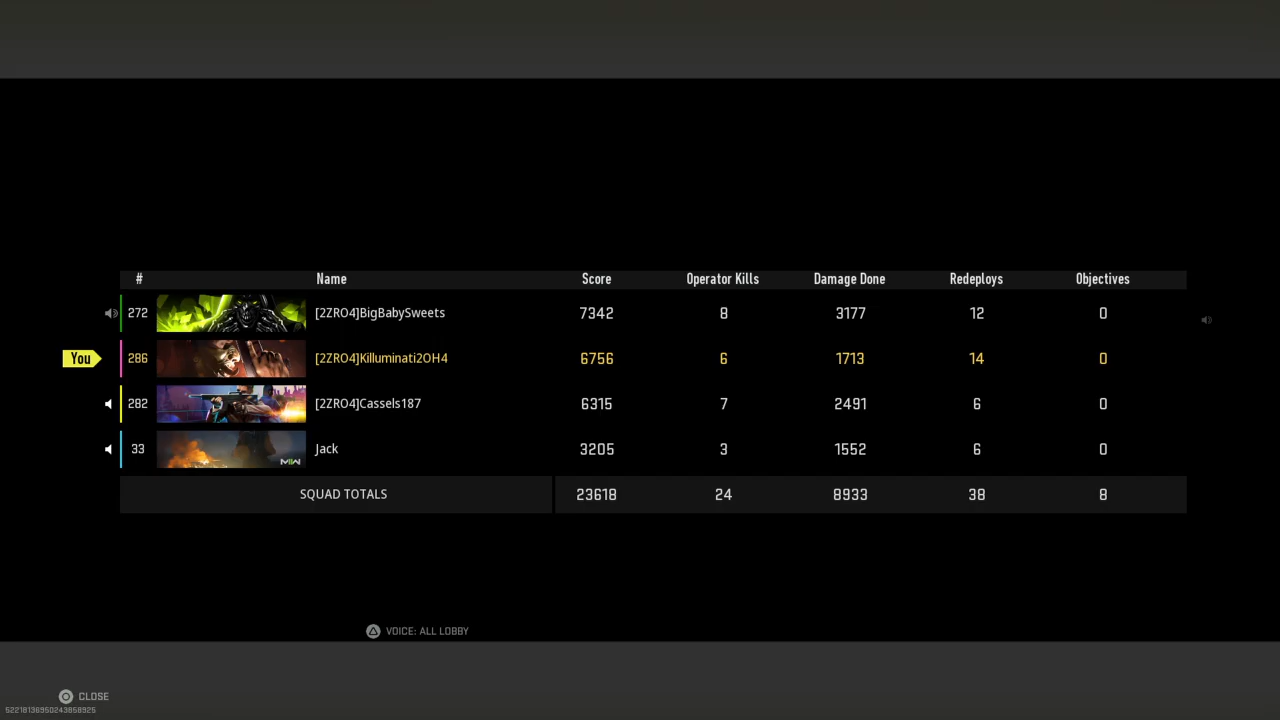 # Name Score Operator Kills Damage Done Redeploys Objectives
272 [2ZRO4]BigBabySweets 7342 8 3177 12 0
You 286 [2ZRO4]Killuminati2OH4 6756 6 1713 14 0
282 [2ZRO4]Cassels187 6315 7 2491 6 0
33 MW Jack 3205 3 1552 6 0
SQUAD TOTALS 23618 24 8933 38 8
VOICE: ALL LOBBY
CLOSE
52218136950243858925